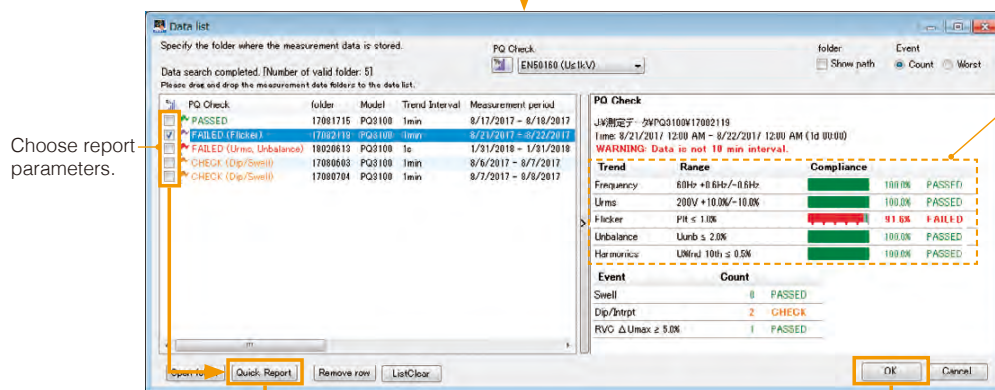 Data list
Specify the folder where the measurement data is stored.
PQ Check
folder
Event
EN50160 (U≤1kV)
Show path
Count
Worst
Data search completed. [Number of valid folder: 5]
Please drag and drop the measurement data folders to the data list.
PQ Check folder Model Trend Interval Measurement period
PASSED 17081715 PQ3100 1min 8/17/2017 - 8/18/2017
FAILED (Flicker) 17082119 PQ3100 1min 8/21/2017 - 8/22/2017
FAILED (Urms, Unbalance) 18020613 PQ3100 1s 1/31/2018 - 1/31/2018
CHECK (Dip/Swell) 17080603 PQ3100 1min 8/6/2017 - 8/7/2017
CHECK (Dip/Swell) 17080704 PQ3100 1min 8/7/2017 - 8/8/2017
Choose report
parameters.
PQ Check
J:¥測定データ¥PQ3100¥17082119
Time: 8/21/2017 12:00 AM - 8/22/2017 12:00 AM (1d 00:00)
WARNING: Data is not 10 min interval.
Trend Range Compliance
Frequency 60Hz +0.6Hz/-0.6Hz 100.0% PASSED
Urms 200V +10.0%/-10.0% 100.0% PASSED
Flicker Plt ≤ 1.0% 91.6% FAILED
Unbalance Uunb ≤ 2.0% 100.0% PASSED
Harmonics 10th ≤ 0.5% 100.0% PASSED
Event Count
Swell 0 PASSED
Dip/Intrpt 2 CHECK
RVC ΔUmax ≥ 5.0% 1 PASSED
Quick Report
Remove row
ListClear
OK
Cancel